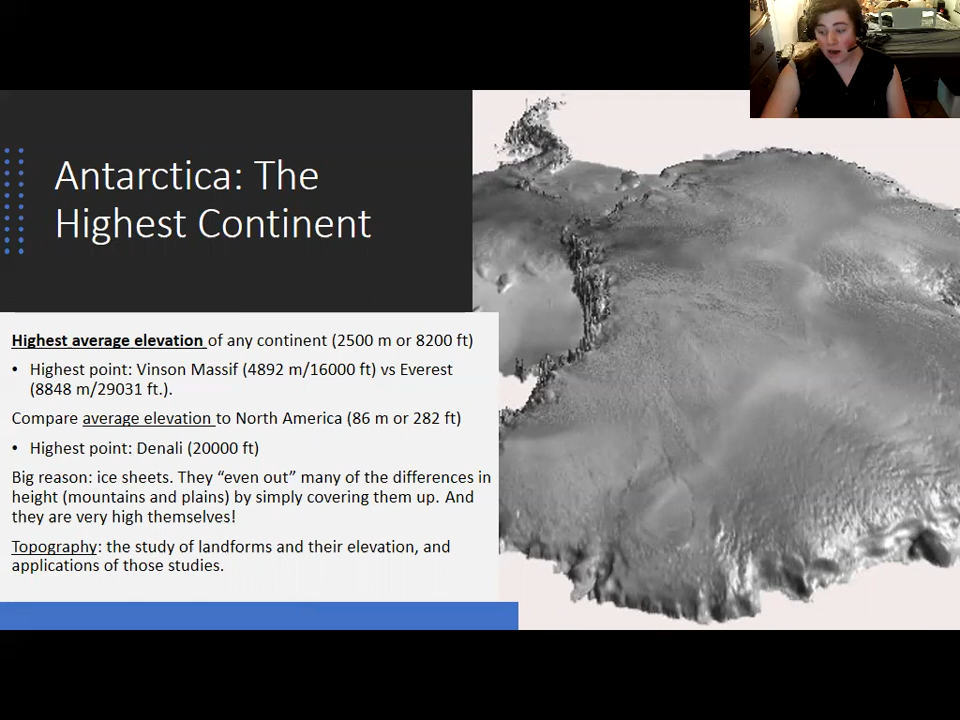 Antarctica: The
Highest Continent
Highest average elevation of any continent (2500 m or 8200 ft)
• Highest point: Vinson Massif (4892 m/16000 ft) vs Everest
(8848 m/29031 ft.).
Compare average elevation to North America (86 m or 282 ft)
• Highest point: Denali (20000 ft)
Big reason: ice sheets. They “even out” many of the differences in
height (mountains and plains) by simply covering them up. And
they are very high themselves!
Topography: the study of landforms and their elevation, and
applications of those studies.